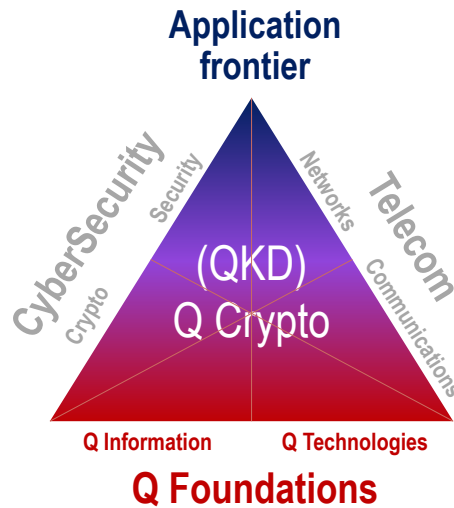 Application
frontier
CyberSecurity
Security
Crypto
Networks
Telecom
Communications
(QKD)
Q Crypto
Q Information
Q Technologies
Q Foundations